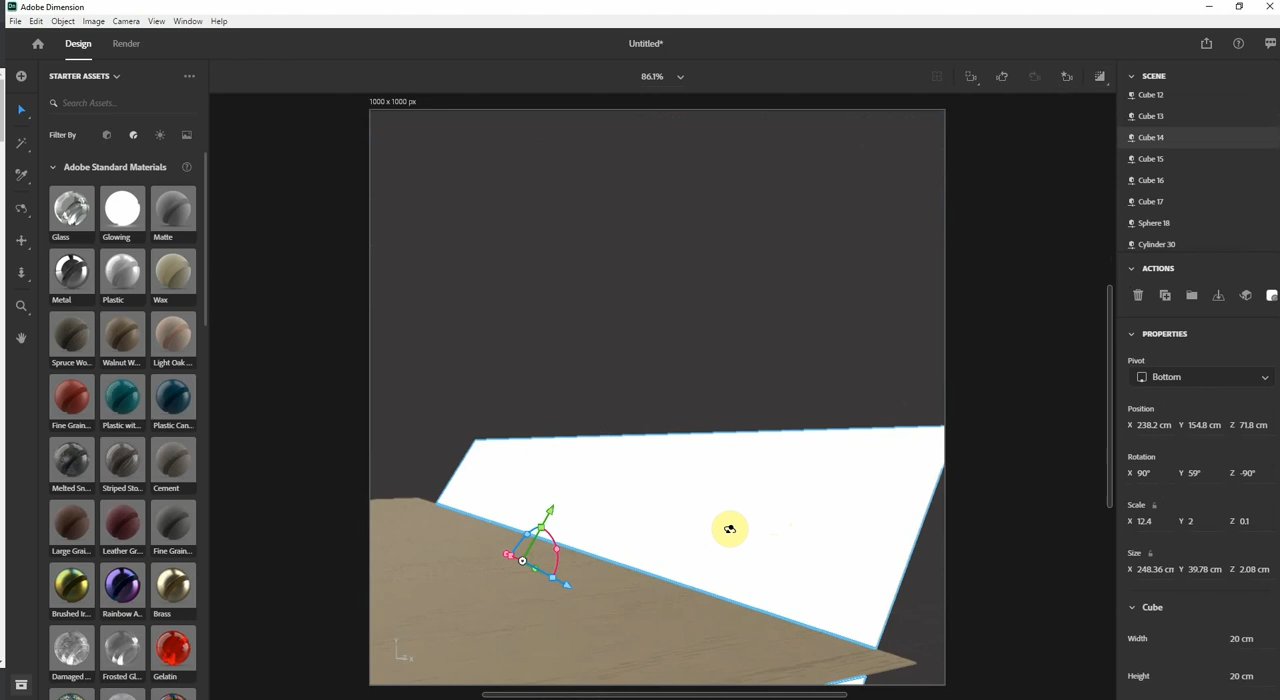 Adobe Dimension
File Edit Object Image Camera View Window Help
Design Render Untitled*
STARTER ASSETS
86.1%
SCENE
Search Assets...
1000 x 1000 px
Cube 12
Cube 13
Filter By
Cube 14
Cube 15
Adobe Standard Materials
Cube 16
Cube 17
Sphere 18
Glass Glowing Matte
Cylinder 30
ACTIONS
Metal Plastic Wax
PROPERTIES
Spruce Wo... Walnut W... Light Oak ...
Pivot
Bottom
Position
X 238.2 cm Y 154.8 cm Z 71.8 cm
Fine Grain... Plastic wit... Plastic Can...
Rotation
X 90° Y 59° Z -90°
Melted Sn... Striped Sto... Cement
Scale
X 12.4 Y 2 Z 0.1
Large Grai... Leather Gr... Fine Grain...
Size
X 248.36 cm Y 39.78 cm Z 2.08 cm
Brushed Ir... Rainbow A... Brass
Cube
Width 20 cm
Damaged ... Frosted Gl... Gelatin
Height 20 cm